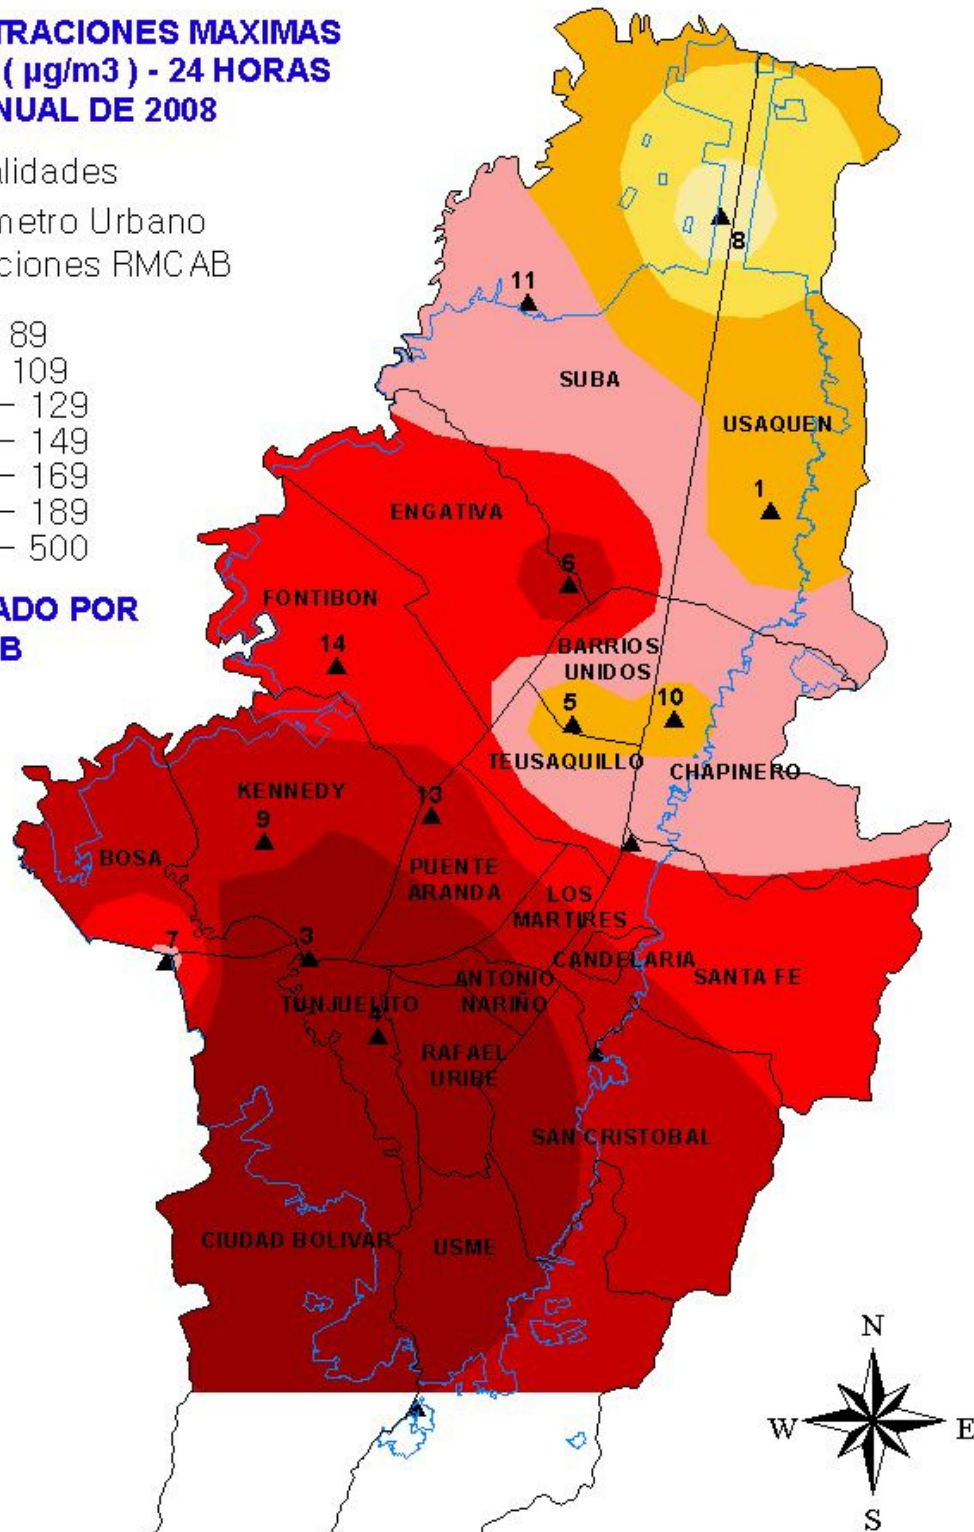 TRACIONES MAXIMAS
( µg/m3 ) - 24 HORAS
NUAL DE 2008
alidades
metro Urbano
ciones RMCAB
89
109
– 129
– 149
– 169
– 189
– 500
ADO POR
B
8
11
SUBA
USAQUEN
1
ENGATIVA
6
FONTIBON
14
BARRIOS
UNIDOS
5
10
TEUSAQUILLO
CHAPINERO
KENNEDY
13
9
BOSA
PUENTE
ARANDA
LOS
MARTIRES
7
3
CANDELARIA
SANTA FE
ANTONIO
NARIÑO
TUNJUELITO
4
RAFAEL
URIBE
SAN CRISTOBAL
CIUDAD BOLIVAR
USME
N
W
E
S